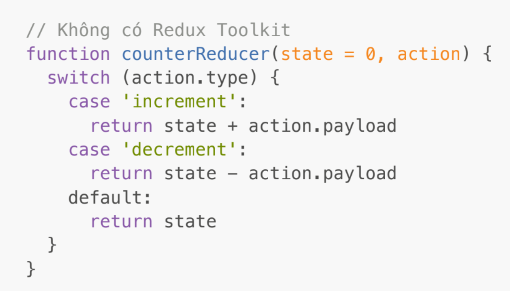 // Không có Redux Toolkit
function counterReducer(state = 0, action) {
  switch (action.type) {
    case 'increment':
      return state + action.payload
    case 'decrement':
      return state − action.payload
    default:
      return state
  }
}